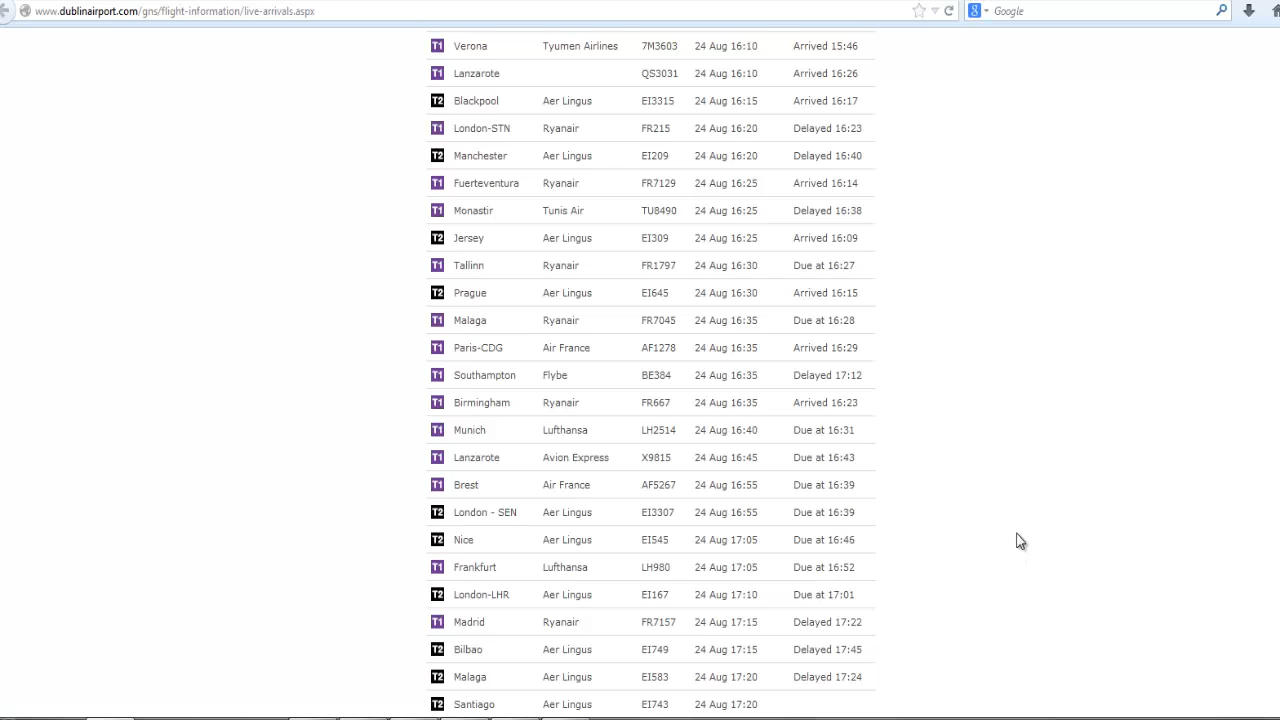 www.dublinairport.com/gns/flight-information/live-arrivals.aspx
Google
T1 Verona Tyumen Airlines 7M3603 24 Aug 16:10 Arrived 15:46
T1 Lanzarote QS3031 24 Aug 16:10 Arrived 16:26
T2 Blackpool Aer Lingus EI3315 24 Aug 16:15 Arrived 16:17
T1 London-STN Ryanair FR215 24 Aug 16:20 Delayed 16:23
T2 Manchester Aer Lingus EI209 24 Aug 16:20 Delayed 16:40
T1 Fuerteventura Ryanair FR7129 24 Aug 16:25 Arrived 16:14
T1 Monastir Tunis Air TU8490 24 Aug 16:25 Delayed 16:38
T2 Jersey Aer Lingus EI309 24 Aug 16:25 Arrived 16:09
T1 Tallinn Ryanair FR1797 24 Aug 16:30 Due at 16:27
T2 Prague Aer Lingus EI645 24 Aug 16:30 Arrived 16:15
T1 Malaga Ryanair FR7045 24 Aug 16:35 Due at 16:28
T1 Paris-CDG Air France AF1278 24 Aug 16:35 Arrived 16:29
T1 Southampton Flybe BE384 24 Aug 16:35 Delayed 17:12
T1 Birmingham Ryanair FR667 24 Aug 16:35 Arrived 16:23
T1 Munich Lufthansa LH2514 24 Aug 16:40 Due at 16:31
T1 Lanzarote Avion Express X9815 24 Aug 16:45 Due at 16:43
T1 Brest Air France AF5267 24 Aug 16:55 Due at 16:39
T2 London - SEN Aer Lingus EI3307 24 Aug 16:55 Due at 16:39
T2 Nice Aer Lingus EI545 24 Aug 17:05 Due at 16:46
T1 Frankfurt Lufthansa LH980 24 Aug 17:05 Due at 16:52
T2 London-LHR Aer Lingus EI167 24 Aug 17:10 Due at 17:01
T1 Madrid Ryanair FR7157 24 Aug 17:15 Delayed 17:22
T2 Bilbao Aer Lingus EI749 24 Aug 17:15 Delayed 17:45
T2 Malaga Aer Lingus EI583 24 Aug 17:20 Delayed 17:24
T2 Santiago Aer Lingus EI743 24 Aug 17:20